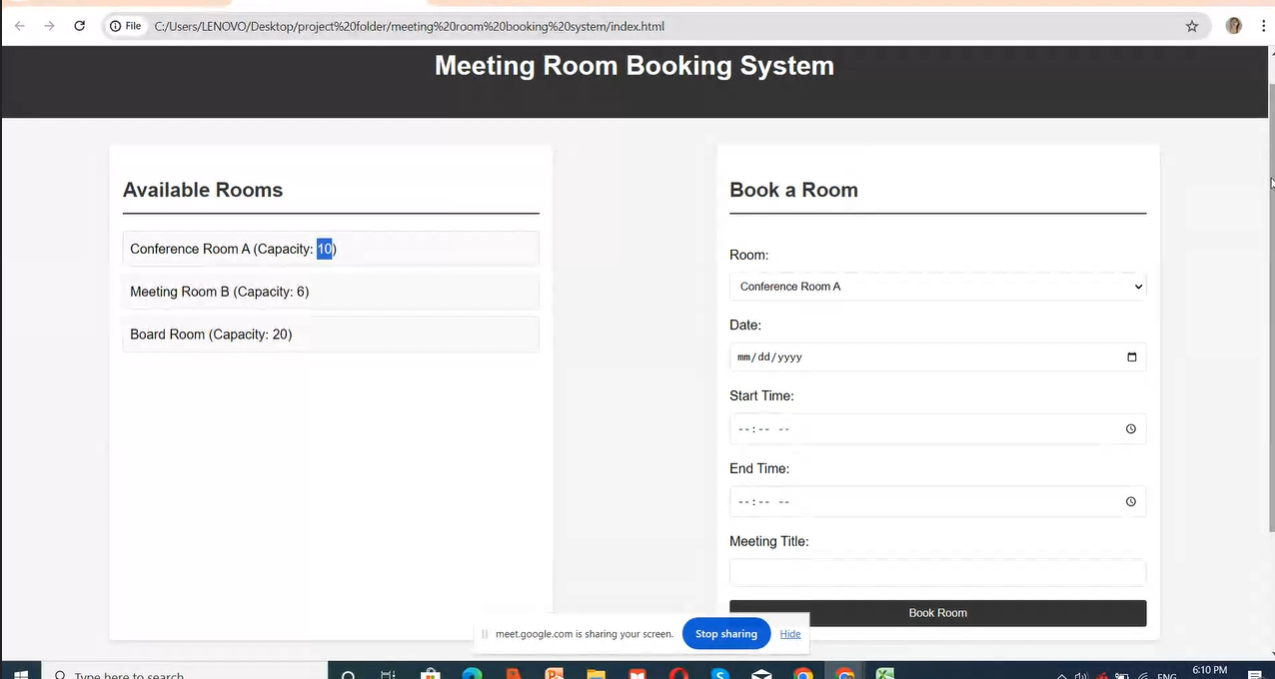 File C:/Users/LENOVO/Desktop/project%20folder/meeting%20room%20booking%20system/index.html
Meeting Room Booking System
Available Rooms
Conference Room A (Capacity: 10)
Meeting Room B (Capacity: 6)
Board Room (Capacity: 20)
Book a Room
Room:
Conference Room A
Date:
mm/dd/yyyy
Start Time:
--:-- --
End Time:
--:-- --
Meeting Title:
Book Room
meet.google.com is sharing your screen. Stop sharing Hide
Type here to search
ENG
6:10 PM